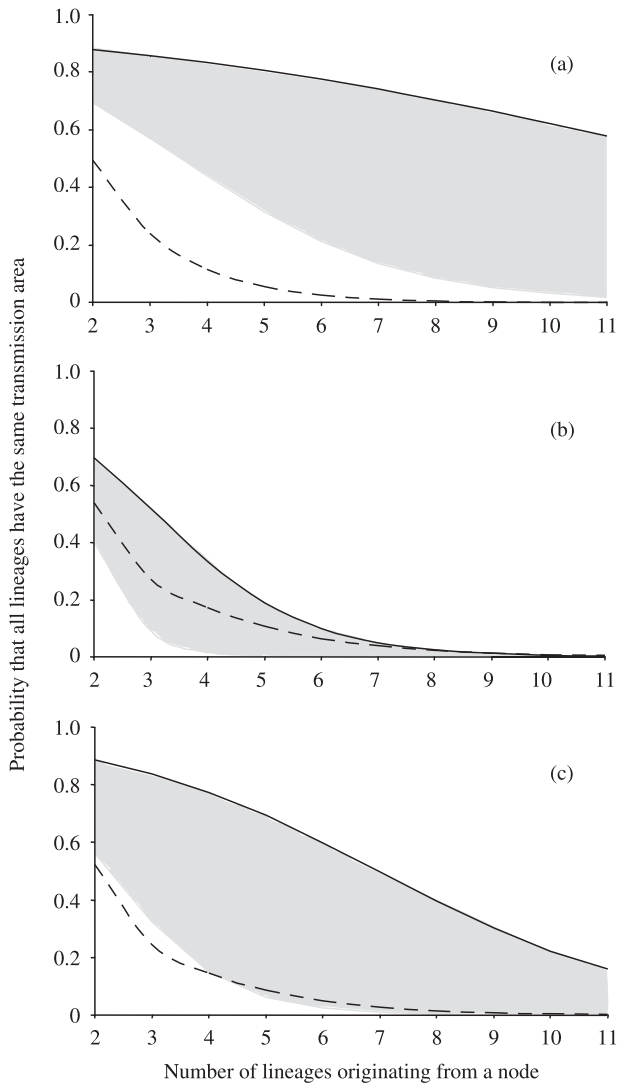 Probability that all lineages have the same transmission area
1.0
(a)
0.8
0.6
0.4
0.2
0
2 3 4 5 6 7 8 9 10 11
1.0
(b)
0.8
0.6
0.4
0.2
0
2 3 4 5 6 7 8 9 10 11
1.0
(c)
0.8
0.6
0.4
0.2
0
2 3 4 5 6 7 8 9 10 11
Number of lineages originating from a node